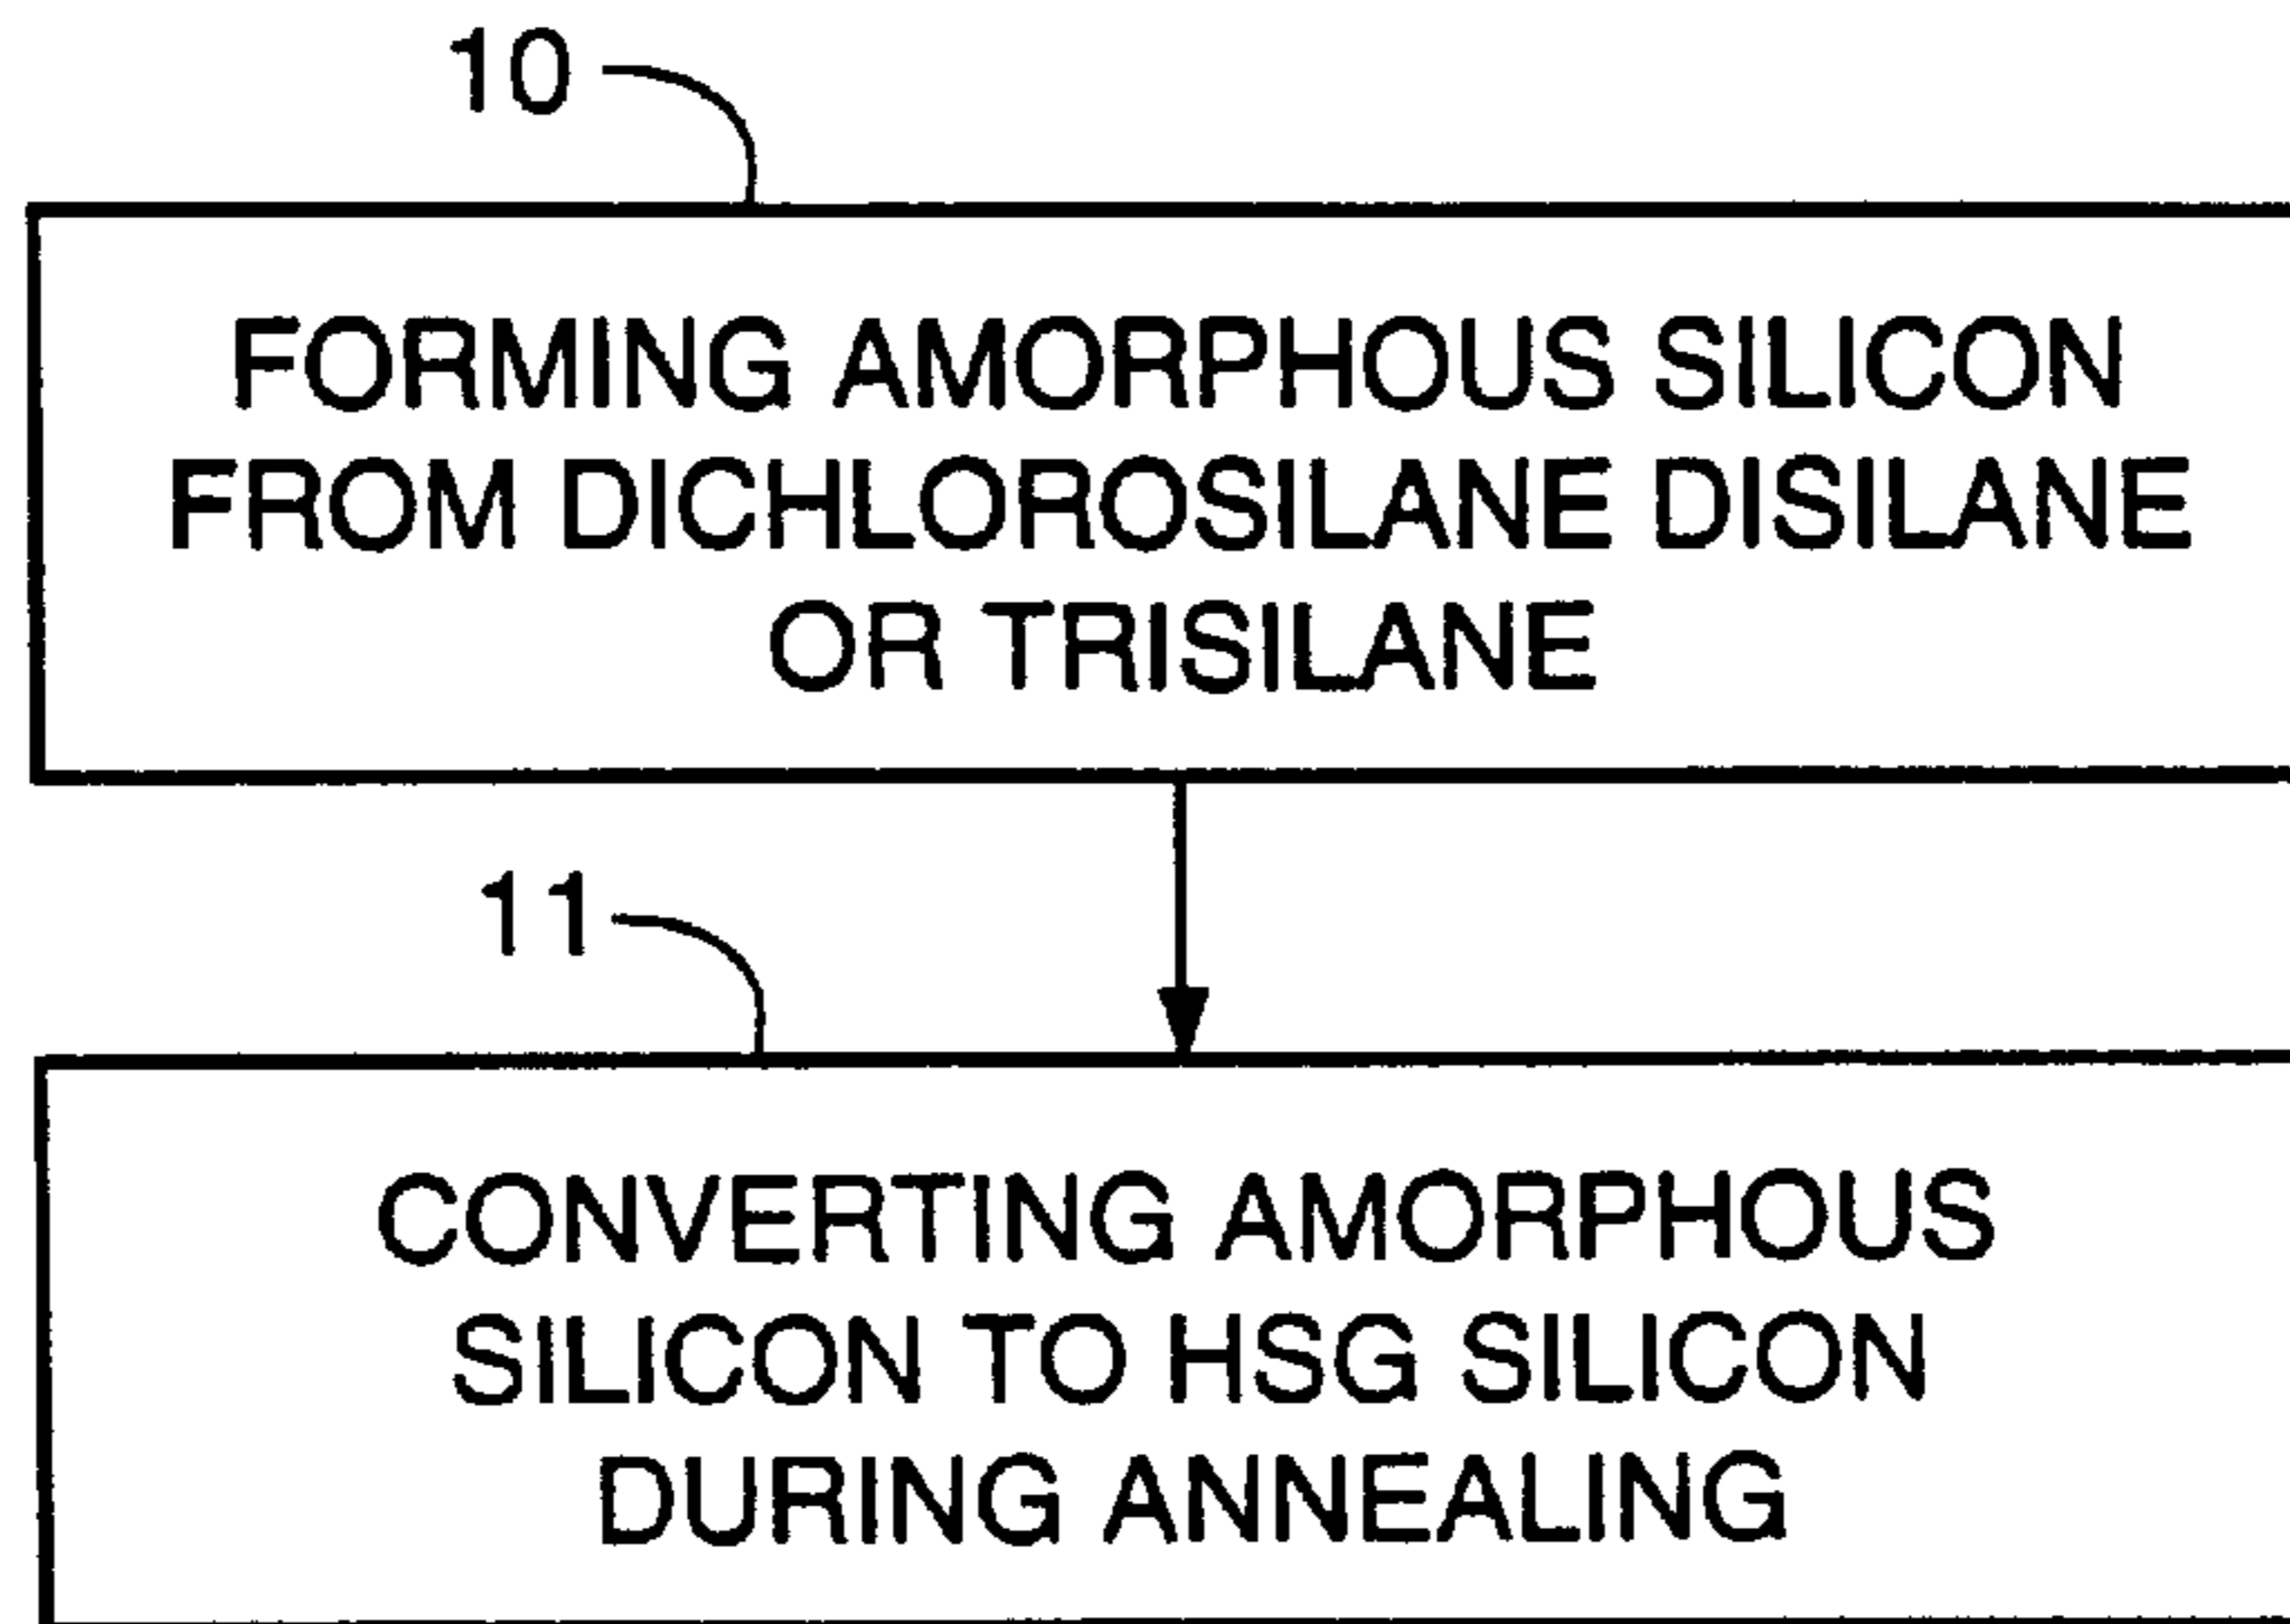 10
FORMING AMORPHOUS SILICON
FROM DICHLOROSILANE DISILANE
OR TRISILANE
11
CONVERTING AMORPHOUS
SILICON TO HSG SILICON
DURING ANNEALING